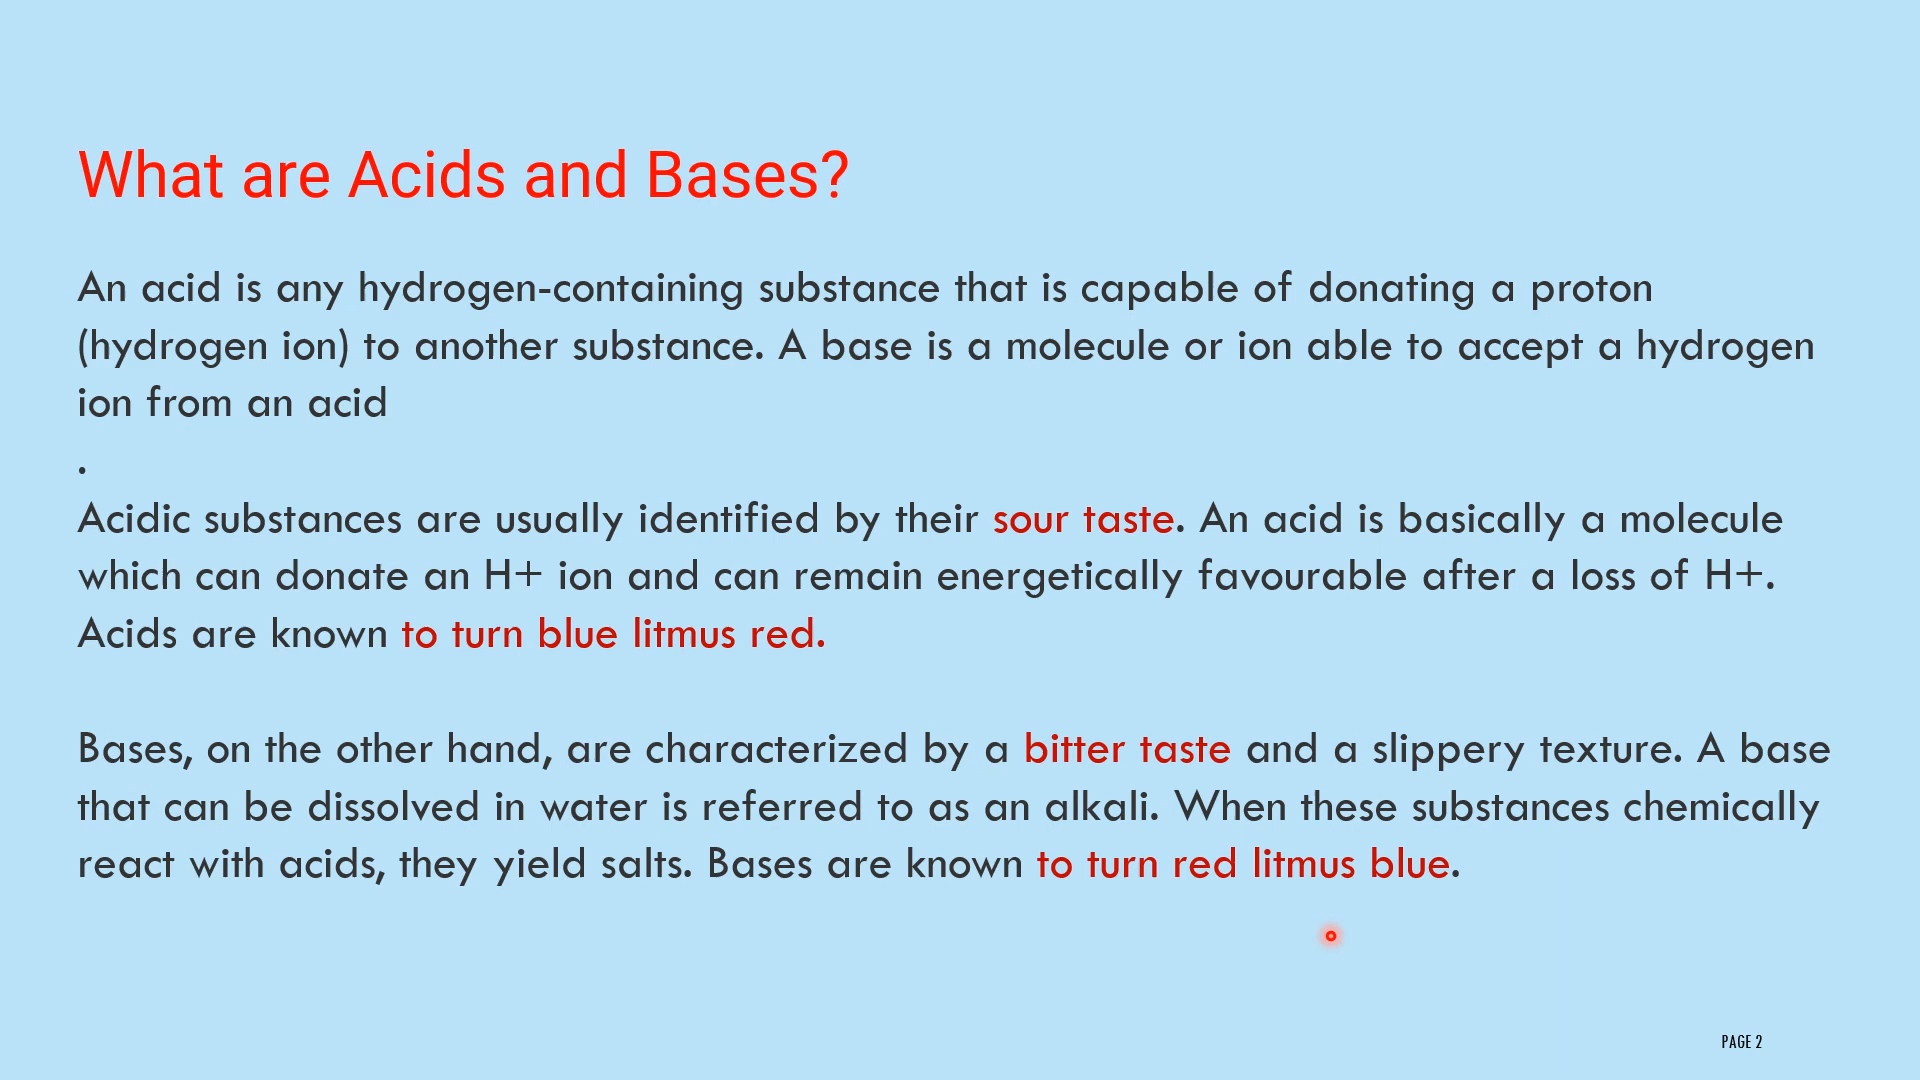 What are Acids and Bases?
An acid is any hydrogen-containing substance that is capable of donating a proton
(hydrogen ion) to another substance. A base is a molecule or ion able to accept a hydrogen
ion from an acid
.
Acidic substances are usually identified by their sour taste. An acid is basically a molecule
which can donate an H+ ion and can remain energetically favourable after a loss of H+.
Acids are known to turn blue litmus red.
Bases, on the other hand, are characterized by a bitter taste and a slippery texture. A base
that can be dissolved in water is referred to as an alkali. When these substances chemically
react with acids, they yield salts. Bases are known to turn red litmus blue.
PAGE 2